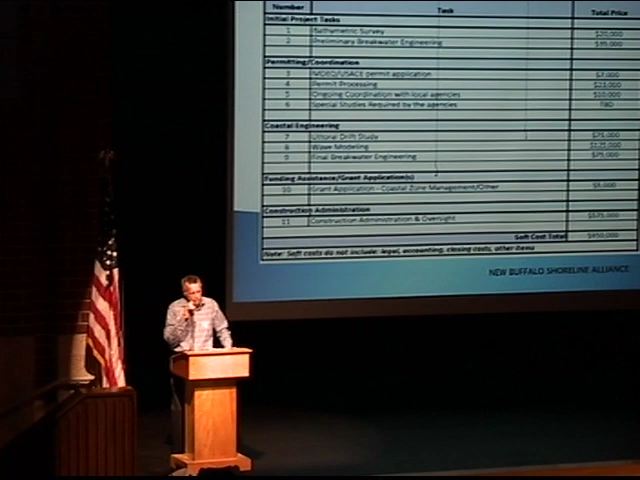 Number Task Total Price
Initial Project Tasks
1 Bathymetric Survey $20,000
2 Preliminary Breakwater Engineering $35,000
Permitting/Coordination
3 MDEQ/USACE permit application $7,000
4 Permit Processing
5 Ongoing Coordination with local agencies $10,000
6 Special Studies Required by the agencies TBD
Coastal Engineering
7 Littoral Drift Study $75,000
8 Wave Modeling $125,000
9 Final Breakwater Engineering $75,000
Funding Assistance/Grant Application(s)
10 Grant Application - Coastal Zone Management/Other $5,000
Construction Administration
11 Construction Administration & Oversight $575,000
Soft Cost Total $950,000
Note: Soft costs do not include: legal, accounting, closing costs, other items
NEW BUFFALO SHORELINE ALLIANCE